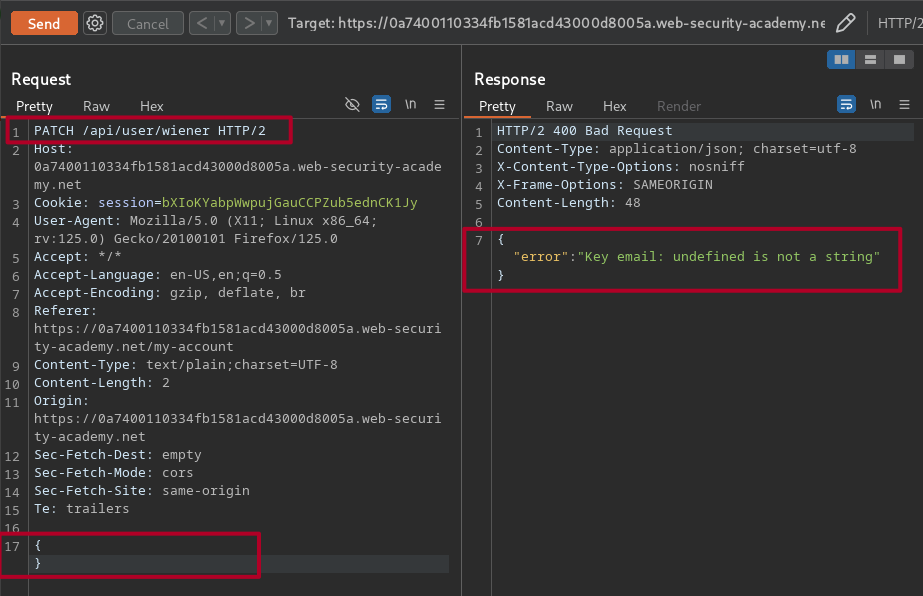 Send Cancel < > Target: https://0a7400110334fb1581acd43000d8005a.web-security-academy.ne HTTP/2
Request
Pretty Raw Hex \n
1 PATCH /api/user/wiener HTTP/2
2 Host:
0a7400110334fb1581acd43000d8005a.web-security-acade
my.net
3 Cookie: session=bXIoKYabpWwpujGauCCPZub5ednCK1Jy
4 User-Agent: Mozilla/5.0 (X11; Linux x86_64;
rv:125.0) Gecko/20100101 Firefox/125.0
5 Accept: */*
6 Accept-Language: en-US,en;q=0.5
7 Accept-Encoding: gzip, deflate, br
8 Referer:
https://0a7400110334fb1581acd43000d8005a.web-securi
ty-academy.net/my-account
9 Content-Type: text/plain;charset=UTF-8
10 Content-Length: 2
11 Origin:
https://0a7400110334fb1581acd43000d8005a.web-securi
ty-academy.net
12 Sec-Fetch-Dest: empty
13 Sec-Fetch-Mode: cors
14 Sec-Fetch-Site: same-origin
15 Te: trailers
16
17 {
}
Response
Pretty Raw Hex Render \n
1 HTTP/2 400 Bad Request
2 Content-Type: application/json; charset=utf-8
3 X-Content-Type-Options: nosniff
4 X-Frame-Options: SAMEORIGIN
5 Content-Length: 48
6
7 {
"error":"Key email: undefined is not a string"
}